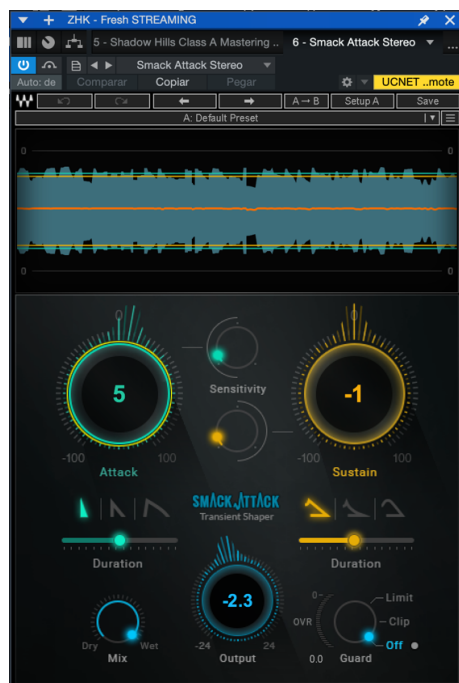 ZHK - Fresh STREAMING
5 - Shadow Hills Class A Mastering ..
6 - Smack Attack Stereo
...
Smack Attack Stereo
Auto: de
Comparar
Copiar
Pegar
UCNET ..mote
A→B
Setup A
Save
A: Default Preset
0
0
0
0
0
0
5
Sensitivity
-1
-100
100
-100
100
Attack
Sustain
SMACK ATTACK
Transient Shaper
Duration
Duration
-2.3
0
Limit
OVR
Clip
Off
Dry
Wet
-24
24
0.0
Mix
Output
Guard